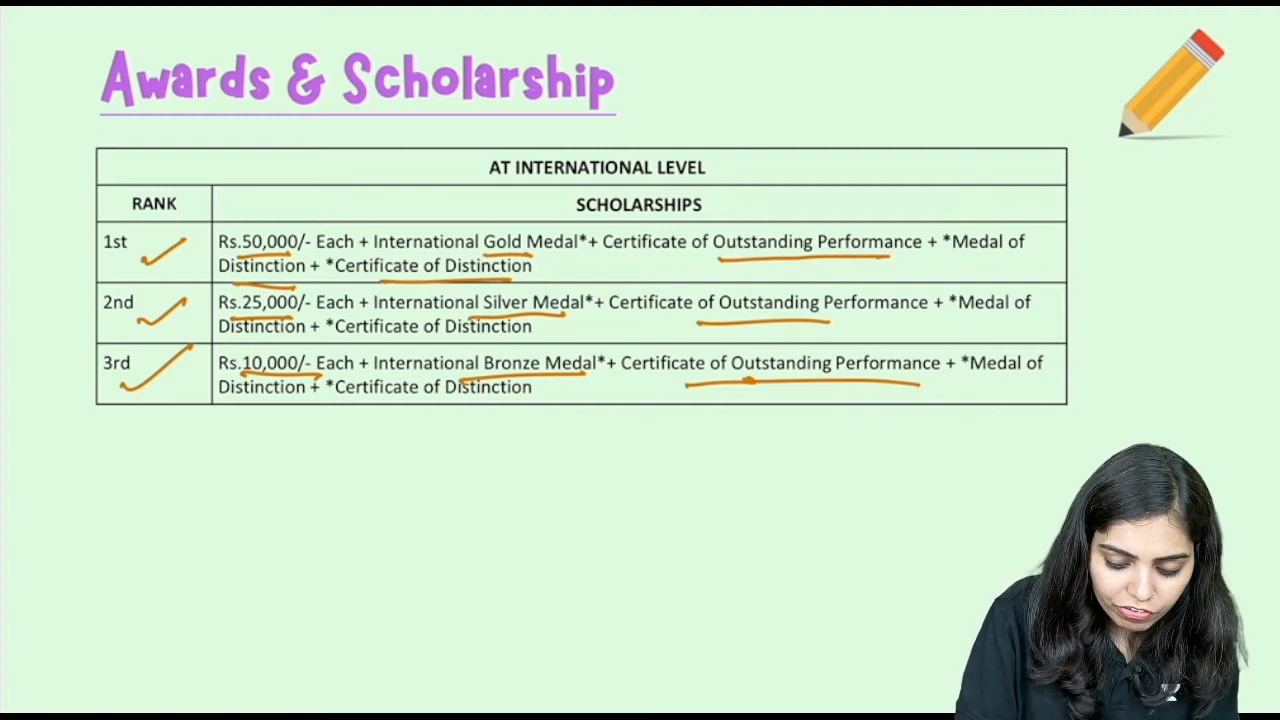 Awards & Scholarship
AT INTERNATIONAL LEVEL
RANK SCHOLARSHIPS
1st Rs.50,000/- Each + International Gold Medal*+ Certificate of Outstanding Performance + *Medal of
Distinction + *Certificate of Distinction
2nd Rs.25,000/- Each + International Silver Medal*+ Certificate of Outstanding Performance + *Medal of
Distinction + *Certificate of Distinction
3rd Rs.10,000/- Each + International Bronze Medal*+ Certificate of Outstanding Performance + *Medal of
Distinction + *Certificate of Distinction